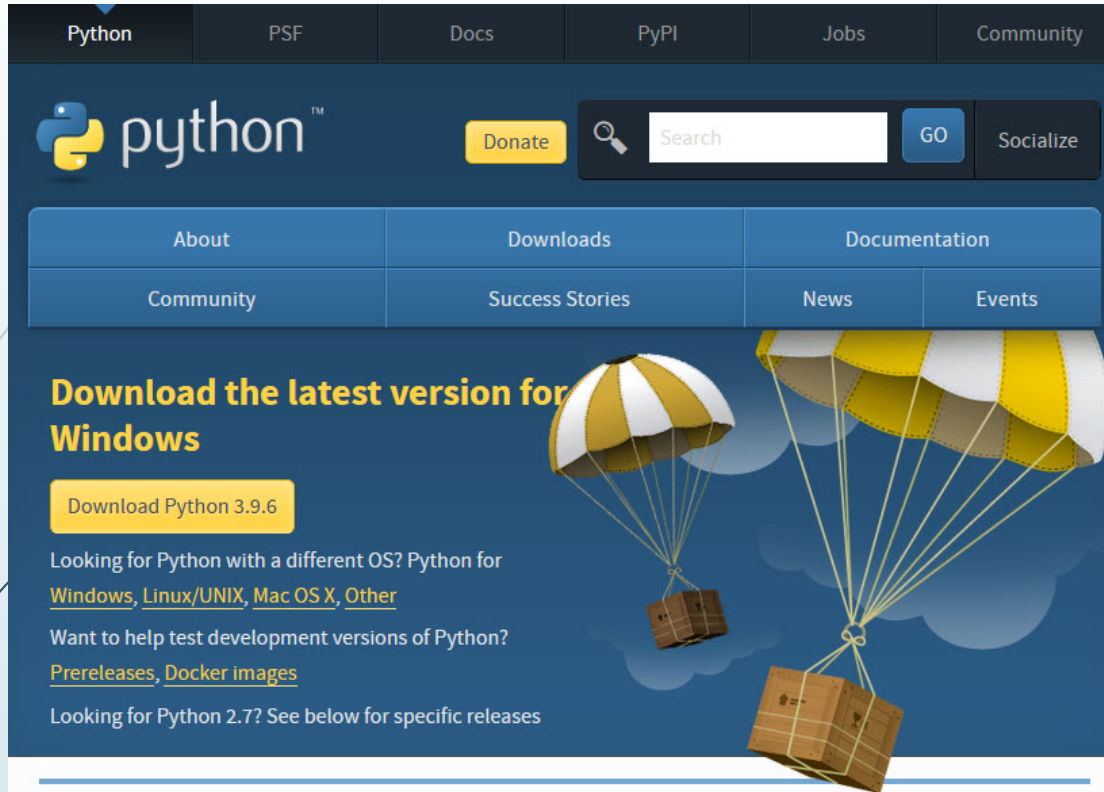 Python PSF Docs PyPI Jobs Community
python™
Donate Search GO Socialize
About Downloads Documentation
Community Success Stories News Events
Download the latest version for
Windows
Download Python 3.9.6
Looking for Python with a different OS? Python for
Windows, Linux/UNIX, Mac OS X, Other
Want to help test development versions of Python?
Prereleases, Docker images
Looking for Python 2.7? See below for specific releases